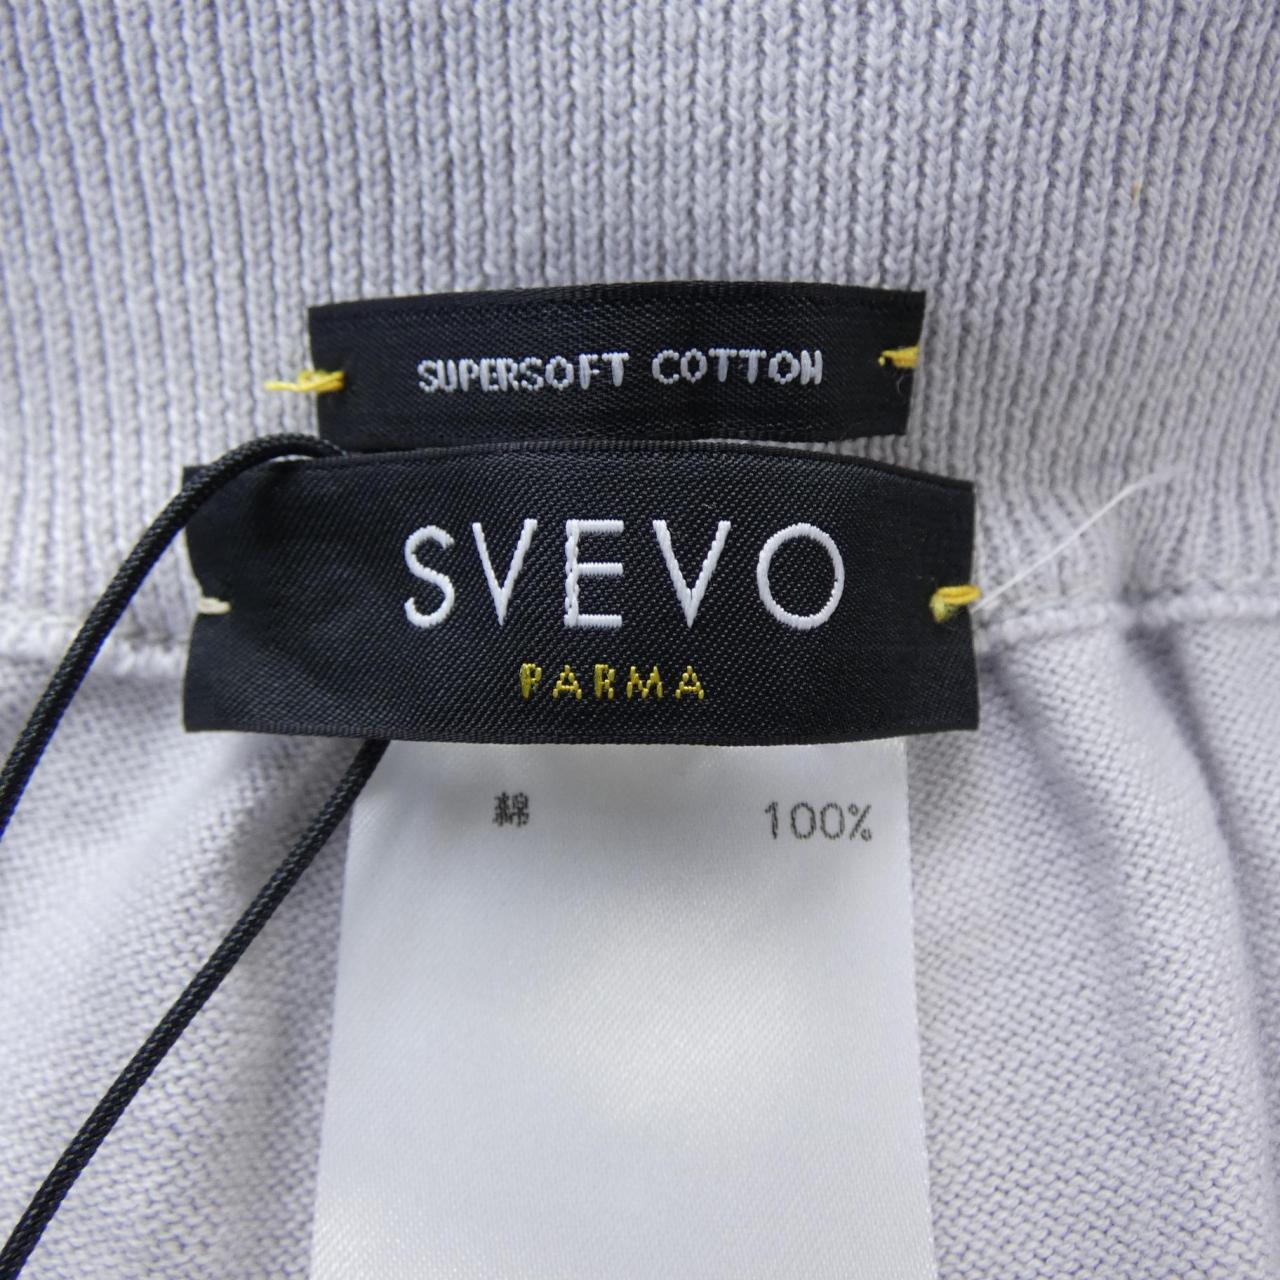 SUPERSOFT COTTON
SVEVO
PARMA
綿 100%